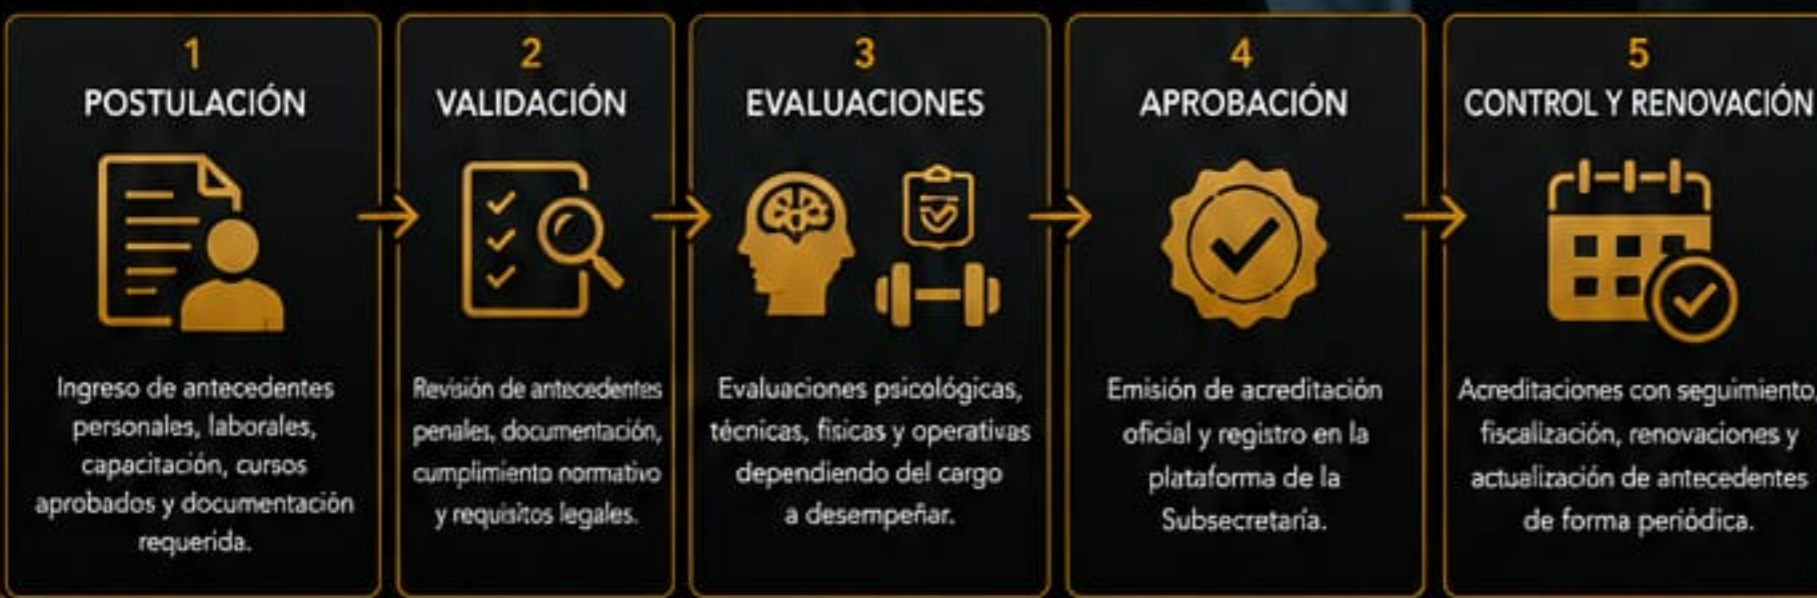 1
POSTULACIÓN
Ingreso de antecedentes
personales, laborales,
capacitación, cursos
aprobados y documentación
requerida.
2
VALIDACIÓN
Revisión de antecedentes
penales, documentación,
cumplimiento normativo
y requisitos legales.
3
EVALUACIONES
Evaluaciones psicológicas,
técnicas, físicas y operativas
dependiendo del cargo
a desempeñar.
4
APROBACIÓN
Emisión de acreditación
oficial y registro en la
plataforma de la
Subsecretaría.
5
CONTROL Y RENOVACIÓN
Acreditaciones con seguimiento,
fiscalización, renovaciones y
actualización de antecedentes
de forma periódica.